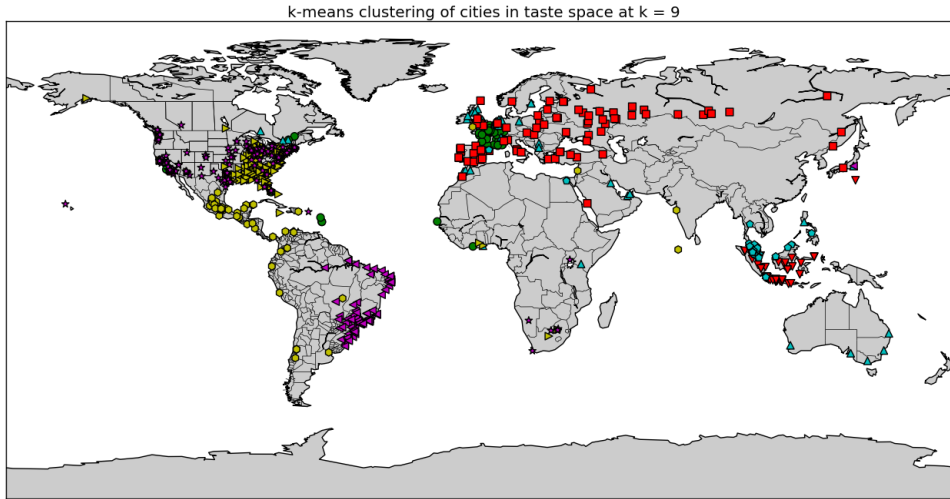 k-means clustering of cities in taste space at k = 9